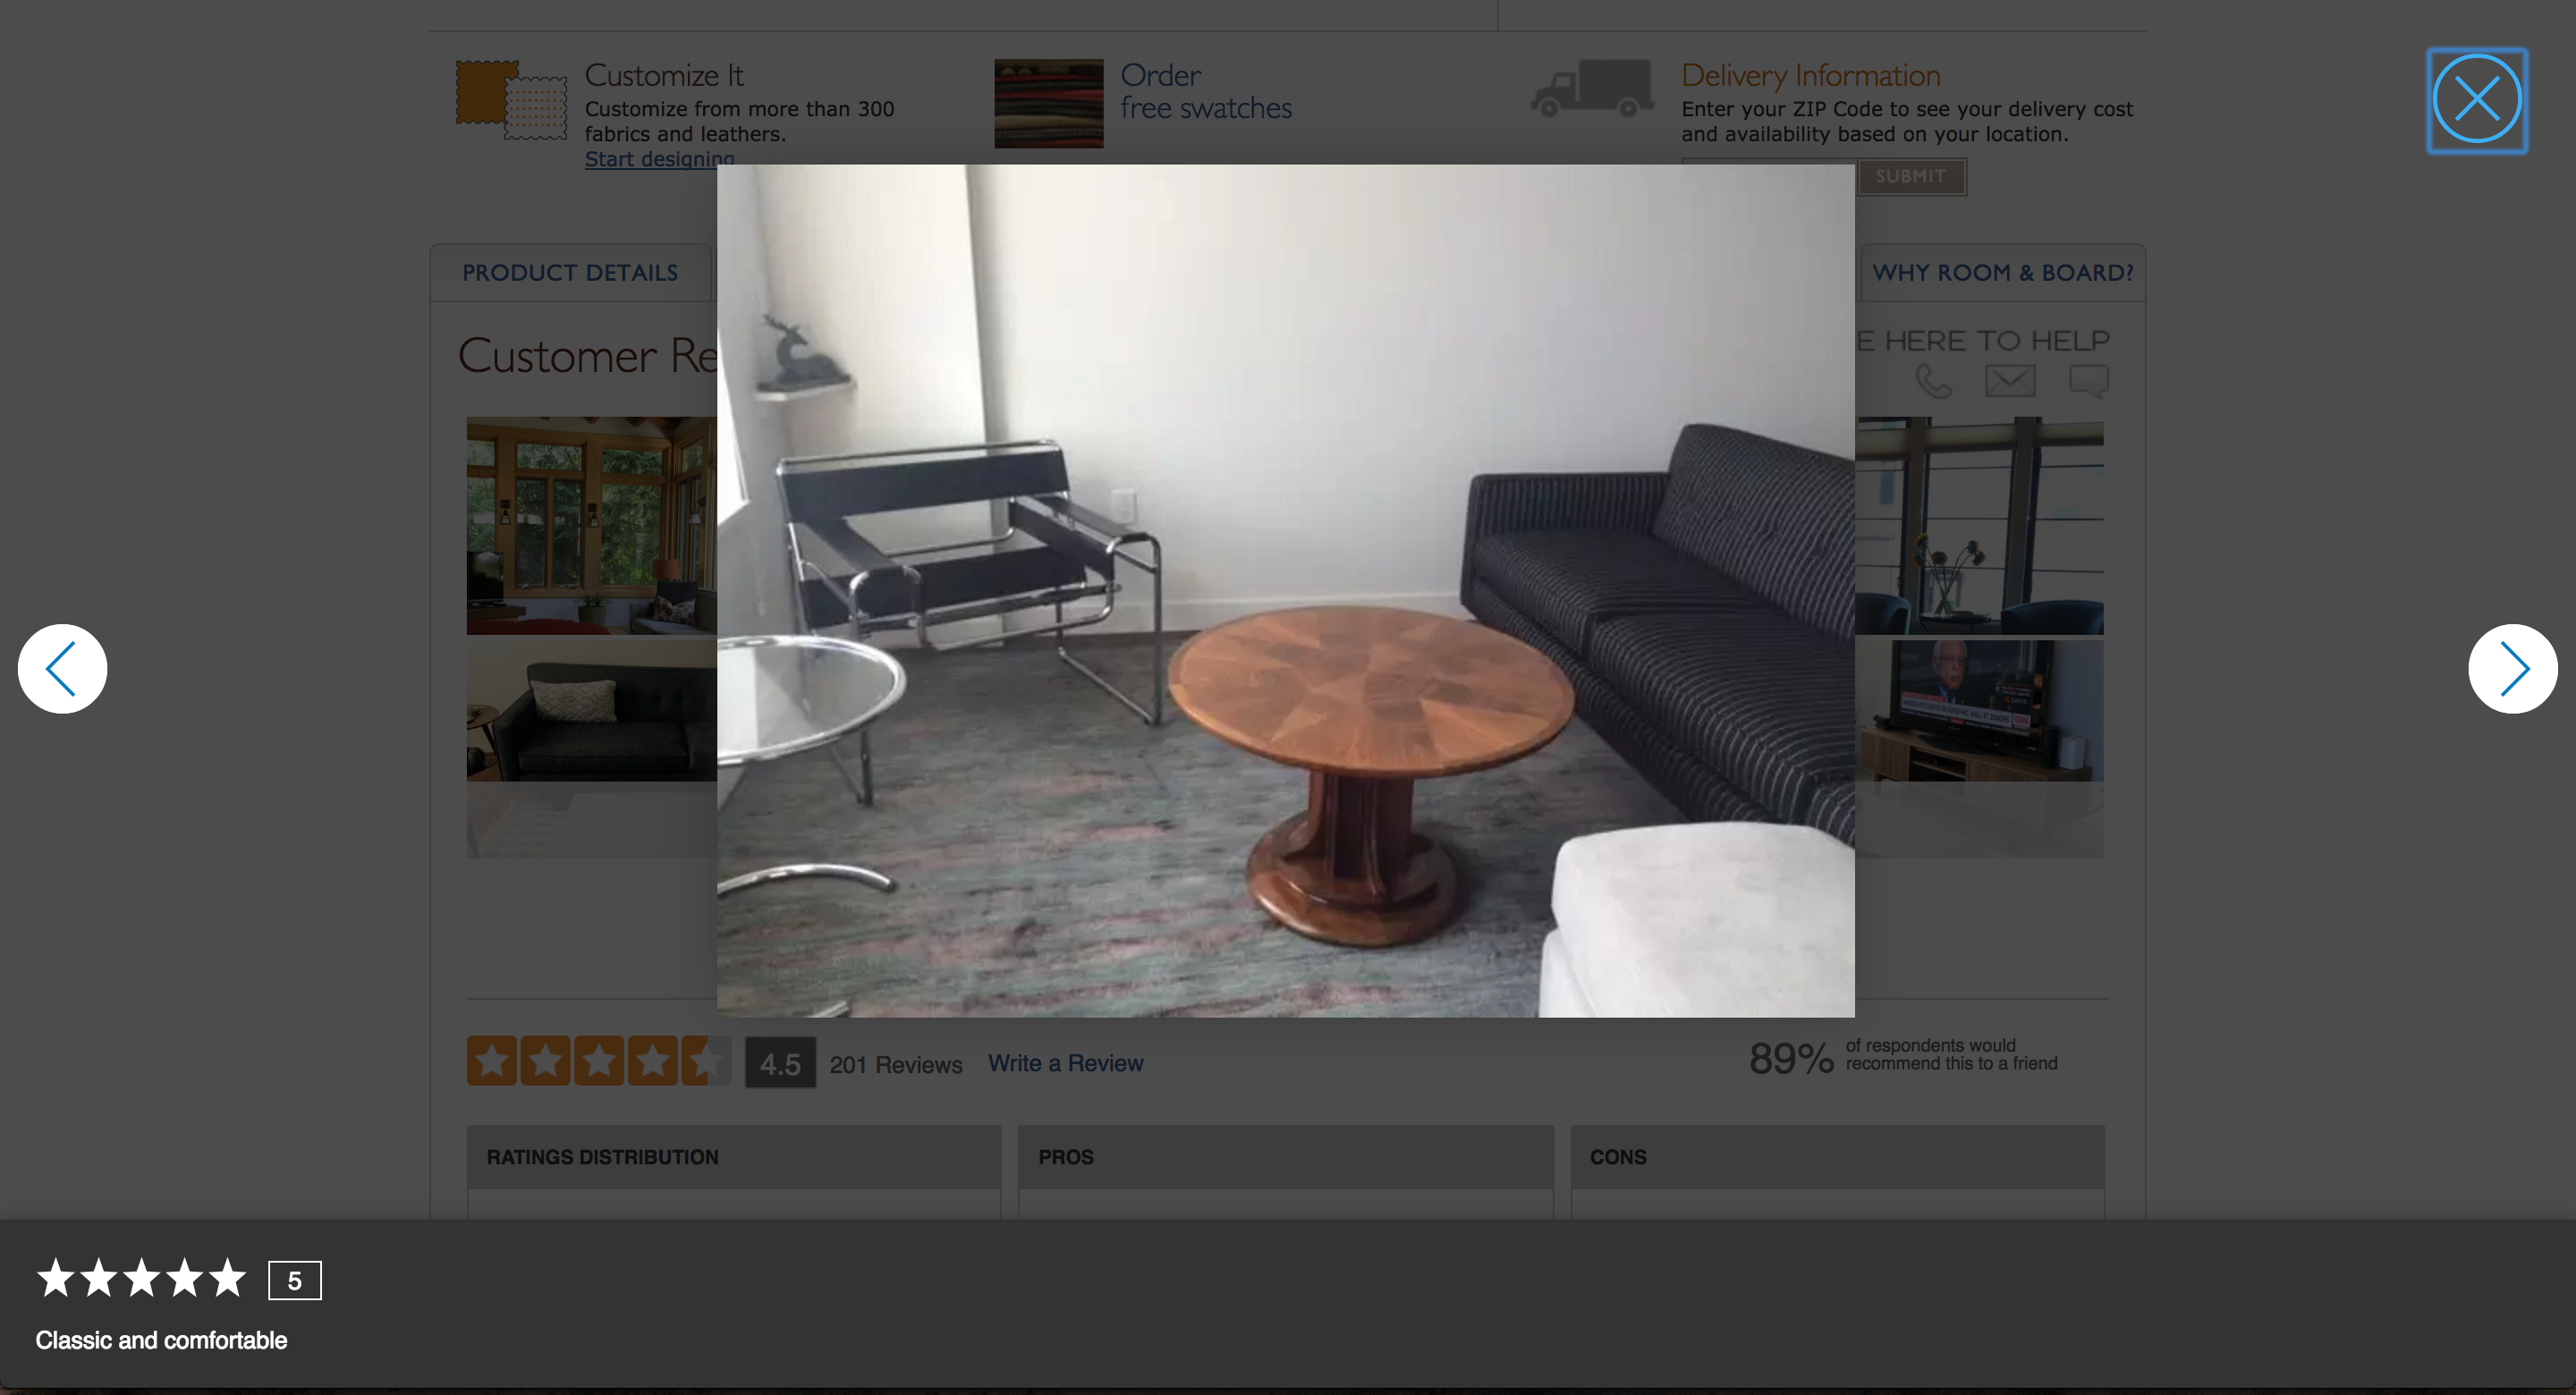 Customize It
Customize from more than 300
fabrics and leathers.
Start designing
Order
free swatches
Delivery Information
Enter your ZIP Code to see your delivery cost
and availability based on your location.
SUBMIT
PRODUCT DETAILS
WHY ROOM & BOARD?
Customer Re
E HERE TO HELP
4.5
201 Reviews
Write a Review
89%
of respondents would
recommend this to a friend
RATINGS DISTRIBUTION
PROS
CONS
5
Classic and comfortable